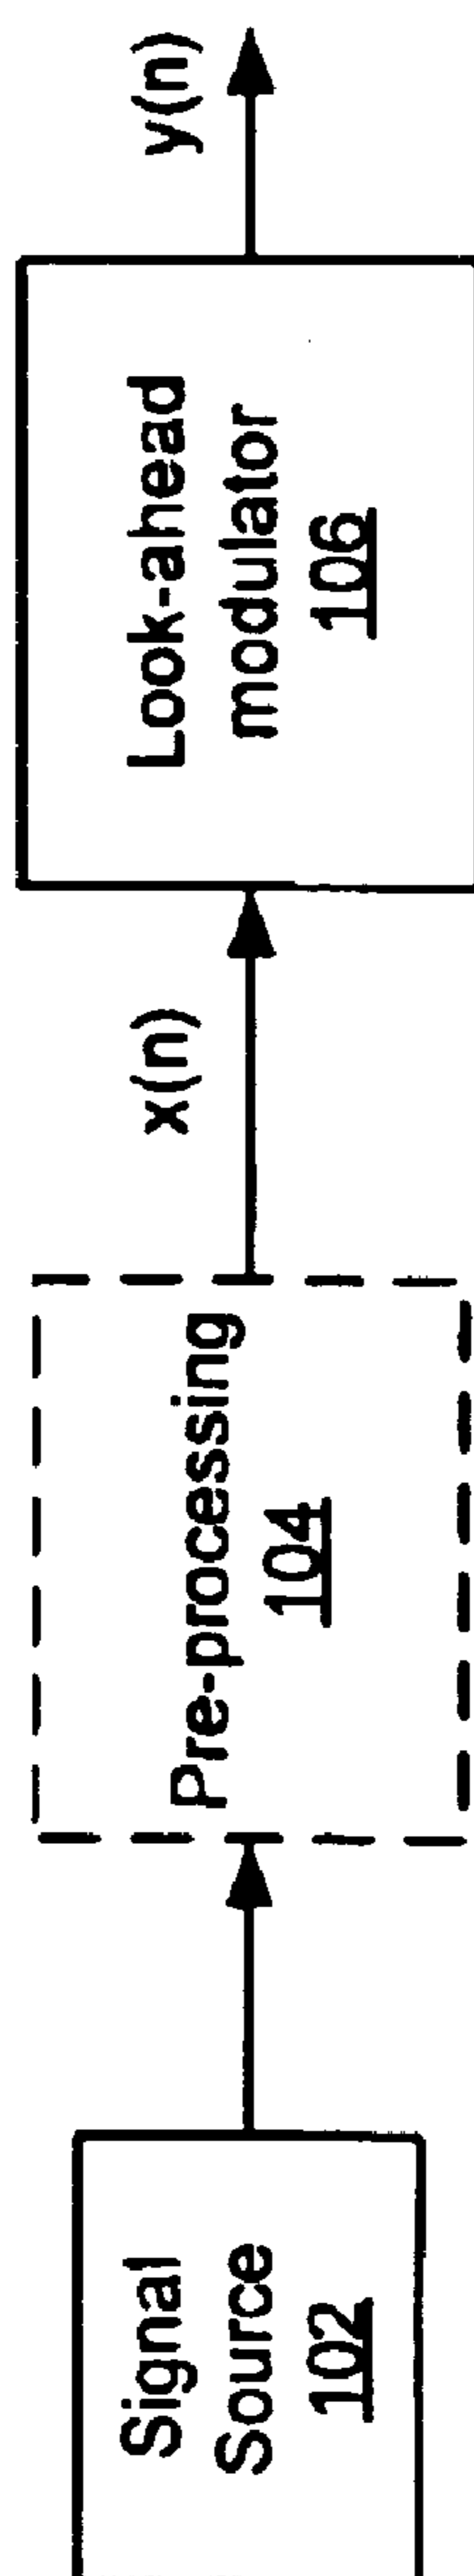 Signal
Source
102
Pre-processing
104
x(n)
Look-ahead
modulator
106
y(n)